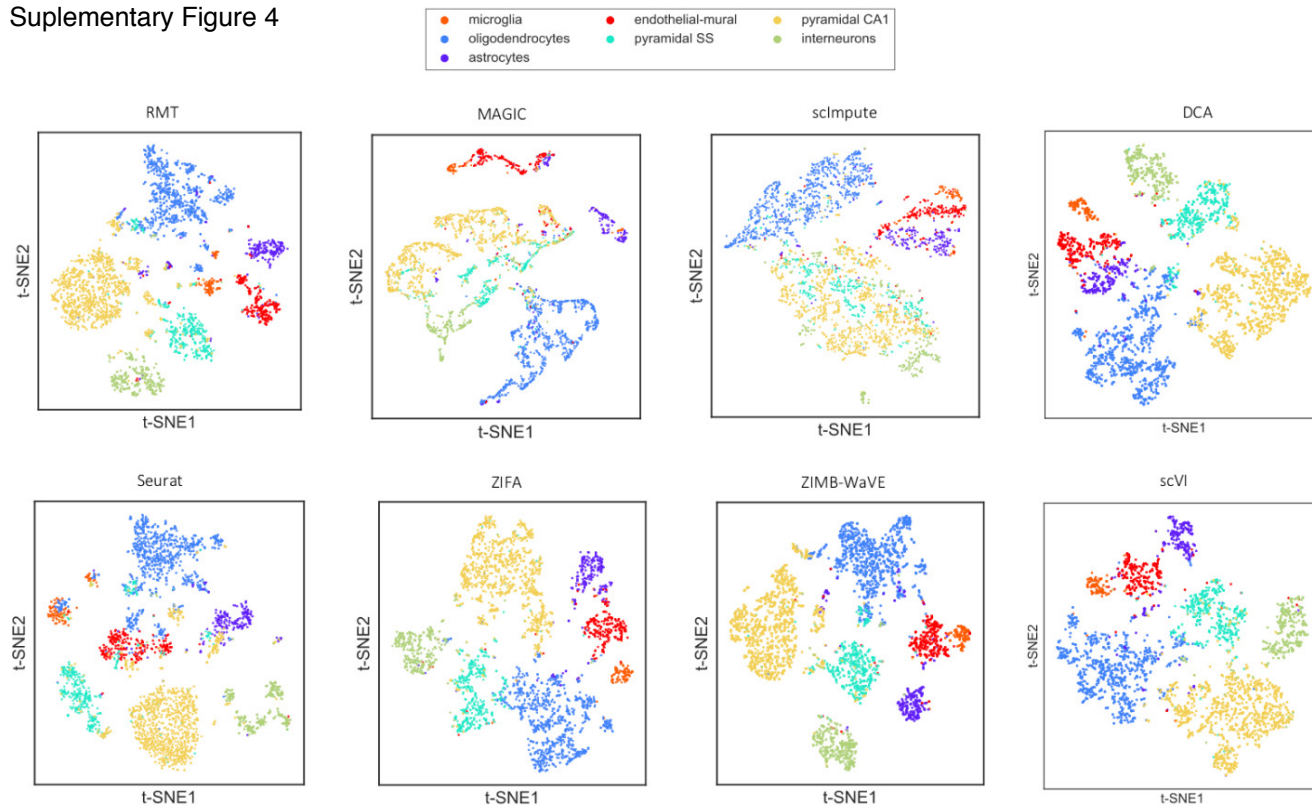 Suplementary Figure 4
microglia
endothelial-mural
pyramidal CA1
oligodendrocytes
pyramidal SS
interneurons
astrocytes
RMT
MAGIC
scImpute
DCA
t-SNE2
t-SNE2
t-SNE2
t-SNE2
t-SNE1
t-SNE1
t-SNE1
t-SNE1
Seurat
ZIFA
ZIMB-WaVE
scVI
t-SNE2
t-SNE2
t-SNE2
t-SNE2
t-SNE1
t-SNE1
t-SNE1
t-SNE1